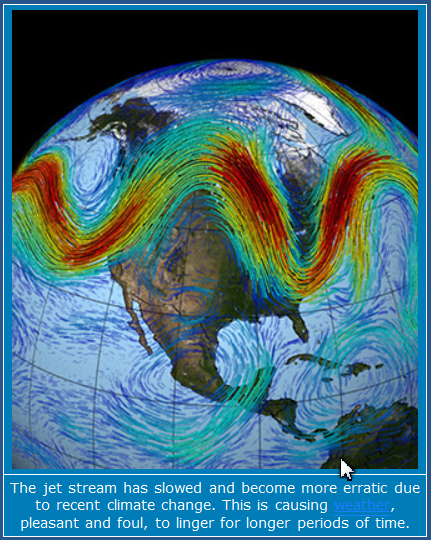 The jet stream has slowed and become more erratic due
to recent climate change. This is causing weather,
pleasant and foul, to linger for longer periods of time.